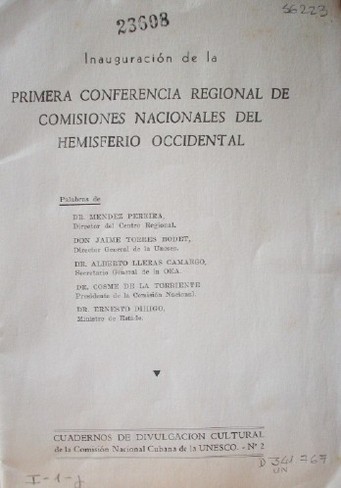 56223
23608
Inauguración de la
PRIMERA CONFERENCIA REGIONAL DE
COMISIONES NACIONALES DEL
HEMISFERIO OCCIDENTAL
Palabras de
DR. MENDEZ PEREIRA,
Director del Centro Regional.
DON JAIME TORRES BODET,
Director General de la Unesco.
DR. ALBERTO LLERAS CAMARGO,
Secretario General de la OEA.
DR. COSME DE LA TORRIENTE
Presidente de la Comisión Nacional.
DR. ERNESTO DIHIGO,
Ministro de Estado.
CUADERNOS DE DIVULGACION CULTURAL
de la Comisión Nacional Cubana de la UNESCO. - Nº 2
D 341.767
UN
I-1-j